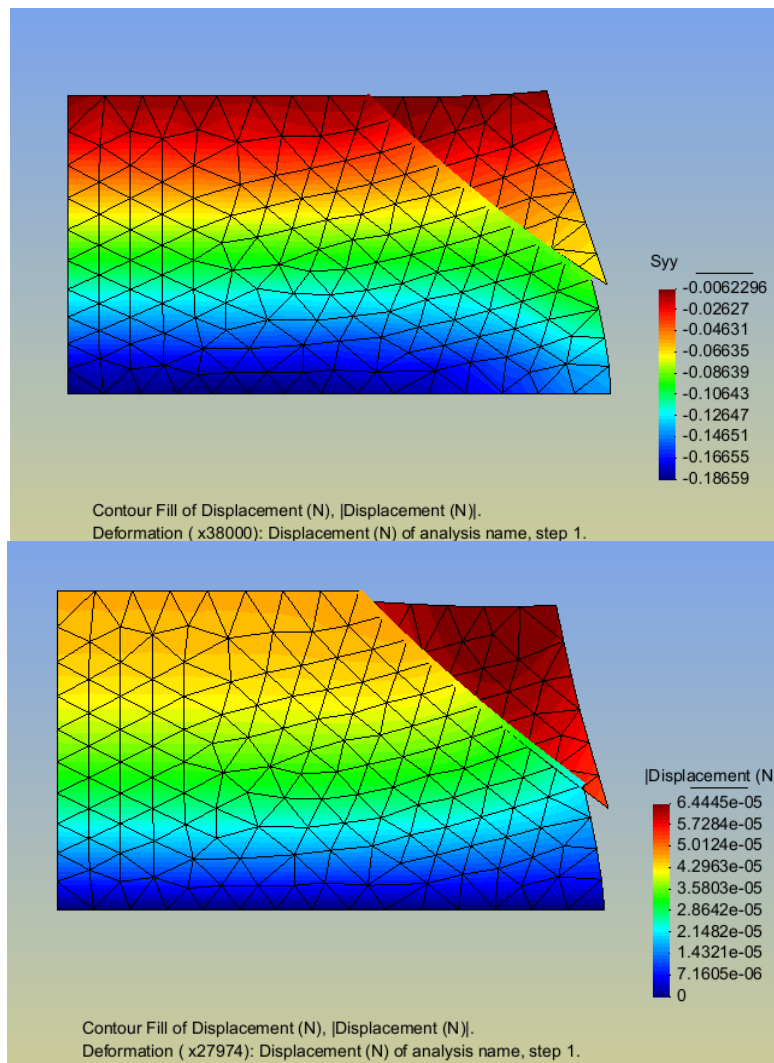 Syy
-0.0062296
-0.02627
-0.04631
-0.06635
-0.08639
-0.10643
-0.12647
-0.14651
-0.16655
-0.18659
Contour Fill of Displacement (N), |Displacement (N)|.
Deformation ( x38000): Displacement (N) of analysis name, step 1.
|Displacement (N
6.4445e-05
5.7284e-05
5.0124e-05
4.2963e-05
3.5803e-05
2.8642e-05
2.1482e-05
1.4321e-05
7.1605e-06
0
Contour Fill of Displacement (N), |Displacement (N)|.
Deformation ( x27974): Displacement (N) of analysis name, step 1.